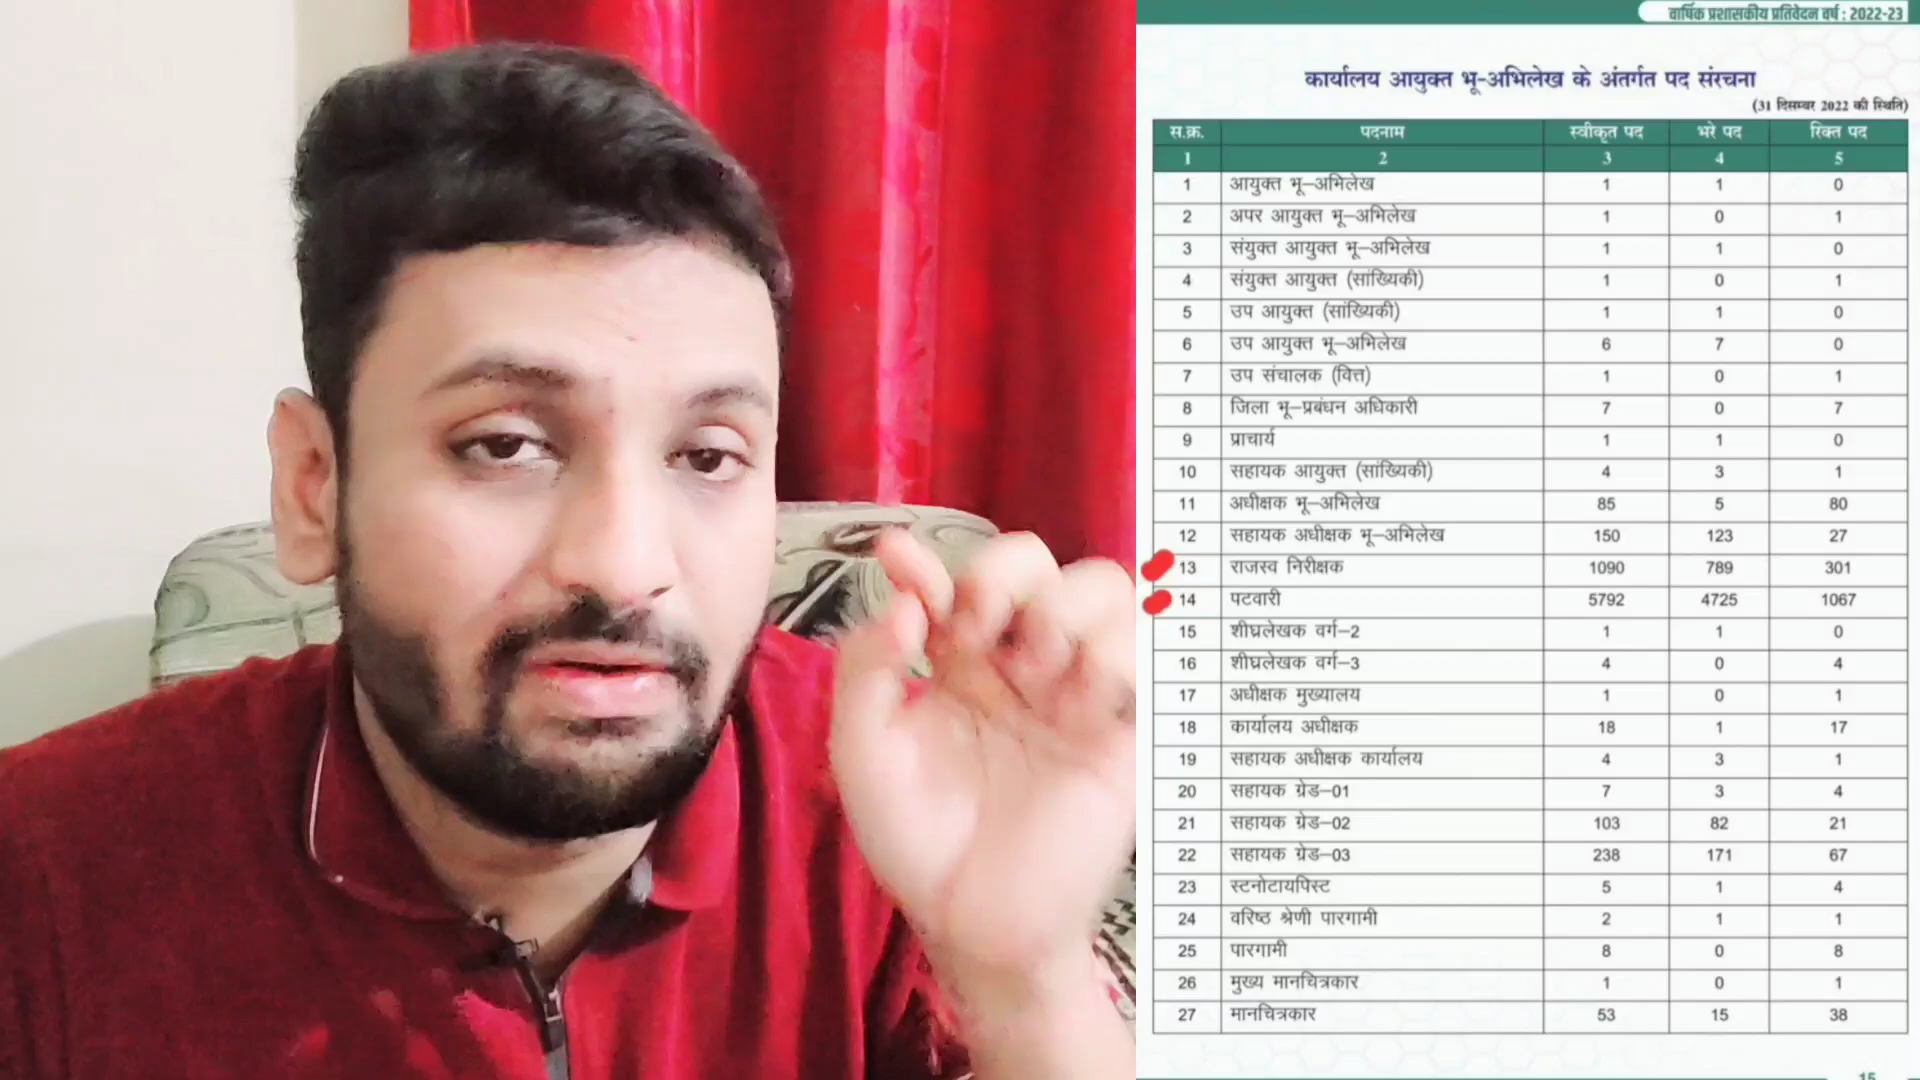 वार्षिक प्रशासकीय प्रतिवेदन वर्ष : 2022-23
कार्यालय आयुक्त भू-अभिलेख के अंतर्गत पद संरचना
(31 दिसम्बर 2022 की स्थिति)
स.क्र. पदनाम स्वीकृत पद भरे पद रिक्त पद
1 2 3 4 5
1 आयुक्त भू–अभिलेख 1 1 0
2 अपर आयुक्त भू–अभिलेख 1 0 1
3 संयुक्त आयुक्त भू–अभिलेख 1 1 0
4 संयुक्त आयुक्त (सांख्यिकी) 1 0 1
5 उप आयुक्त (सांख्यिकी) 1 1 0
6 उप आयुक्त भू–अभिलेख 6 7 0
7 उप संचालक (वित्त) 1 0 1
8 जिला भू–प्रबंधन अधिकारी 7 0 7
9 प्राचार्य 1 1 0
10 सहायक आयुक्त (सांख्यिकी) 4 3 1
11 अधीक्षक भू–अभिलेख 85 5 80
12 सहायक अधीक्षक भू–अभिलेख 150 123 27
13 राजस्व निरीक्षक 1090 789 301
14 पटवारी 5792 4725 1067
15 शीघ्रलेखक वर्ग–2 1 1 0
16 शीघ्रलेखक वर्ग–3 4 0 4
17 अधीक्षक मुख्यालय 1 0 1
18 कार्यालय अधीक्षक 18 1 17
19 सहायक अधीक्षक कार्यालय 4 3 1
20 सहायक ग्रेड–01 7 3 4
21 सहायक ग्रेड–02 103 82 21
22 सहायक ग्रेड–03 238 171 67
23 स्टनोटायपिस्ट 5 1 4
24 वरिष्ठ श्रेणी पारगामी 2 1 1
25 पारगामी 8 0 8
26 मुख्य मानचित्रकार 1 0 1
27 मानचित्रकार 53 15 38
15